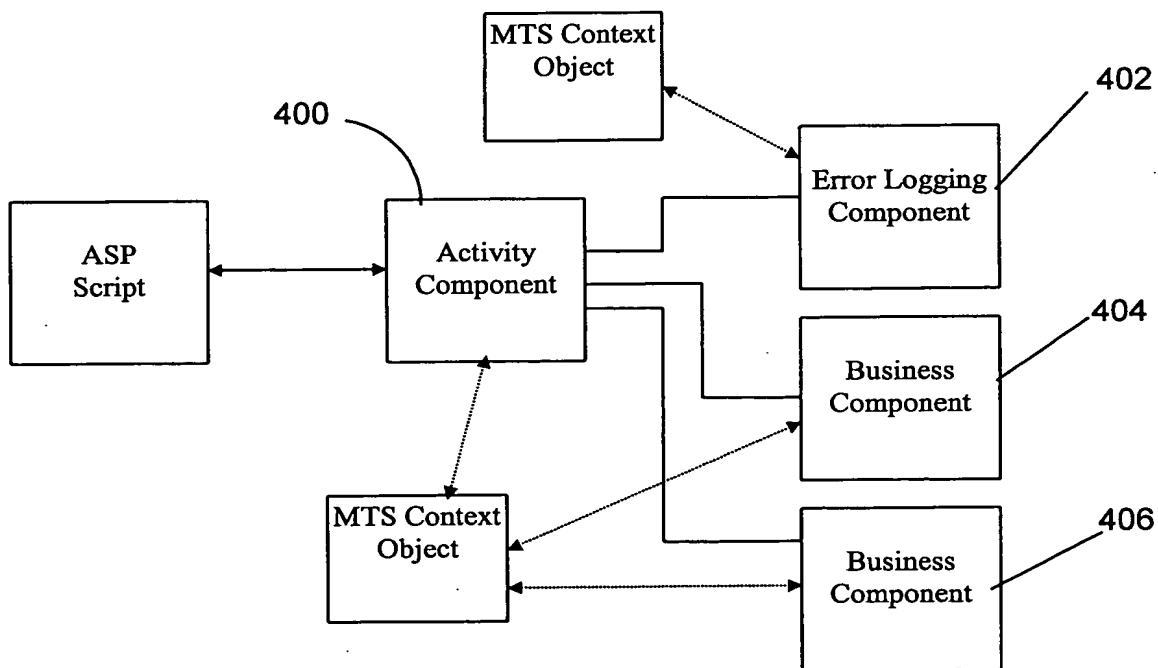 MTS Context
Object
402
400
Error Logging
Component
ASP
Script
Activity
Component
404
Business
Component
MTS Context
Object
406
Business
Component